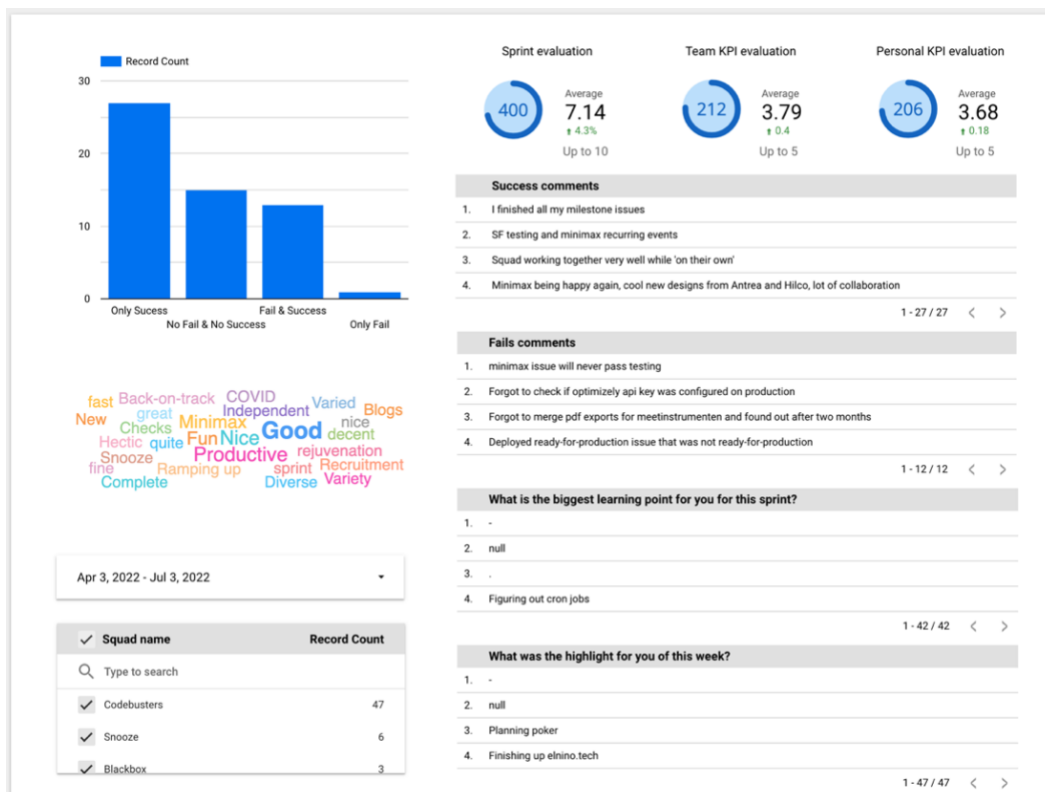 Record Count
30
20
10
0
Only Sucess
No Fail & No Success
Fail & Success
Only Fail
Sprint evaluation
400
Average
7.14
4.3%
Up to 10
Team KPI evaluation
212
Average
3.79
0.4
Up to 5
Personal KPI evaluation
206
Average
3.68
0.18
Up to 5
Success comments
1. I finished all my milestone issues
2. SF testing and minimax recurring events
3. Squad working together very well while 'on their own'
4. Minimax being happy again, cool new designs from Antrea and Hilco, lot of collaboration
1 - 27 / 27
Fails comments
1. minimax issue will never pass testing
2. Forgot to check if optimizely api key was configured on production
3. Forgot to merge pdf exports for meetinstrumenten and found out after two months
4. Deployed ready-for-production issue that was not ready-for-production
1 - 12 / 12
What is the biggest learning point for you for this sprint?
1. -
2. null
3. .
4. Figuring out cron jobs
1 - 42 / 42
What was the highlight for you of this week?
1. -
2. null
3. Planning poker
4. Finishing up elnino.tech
1 - 47 / 47
fast Back-on-track COVID
New great Independent Varied Blogs
Checks Minimax nice
Hectic quite Fun Nice Good decent
Snooze Productive rejuvenation
fine Ramping up sprint Recruitment
Complete Diverse Variety
Apr 3, 2022 - Jul 3, 2022
Squad name Record Count
Type to search
Codebusters 47
Snooze 6
Blackbox 3